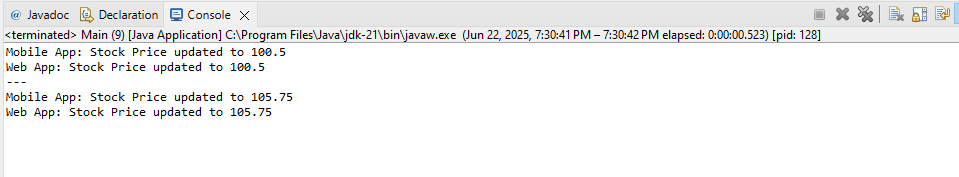 Javadoc Declaration Console
<terminated> Main (9) [Java Application] C:\Program Files\Java\jdk-21\bin\javaw.exe (Jun 22, 2025, 7:30:41 PM – 7:30:42 PM elapsed: 0:00:00.523) [pid: 128]
Mobile App: Stock Price updated to 100.5
Web App: Stock Price updated to 100.5
---
Mobile App: Stock Price updated to 105.75
Web App: Stock Price updated to 105.75